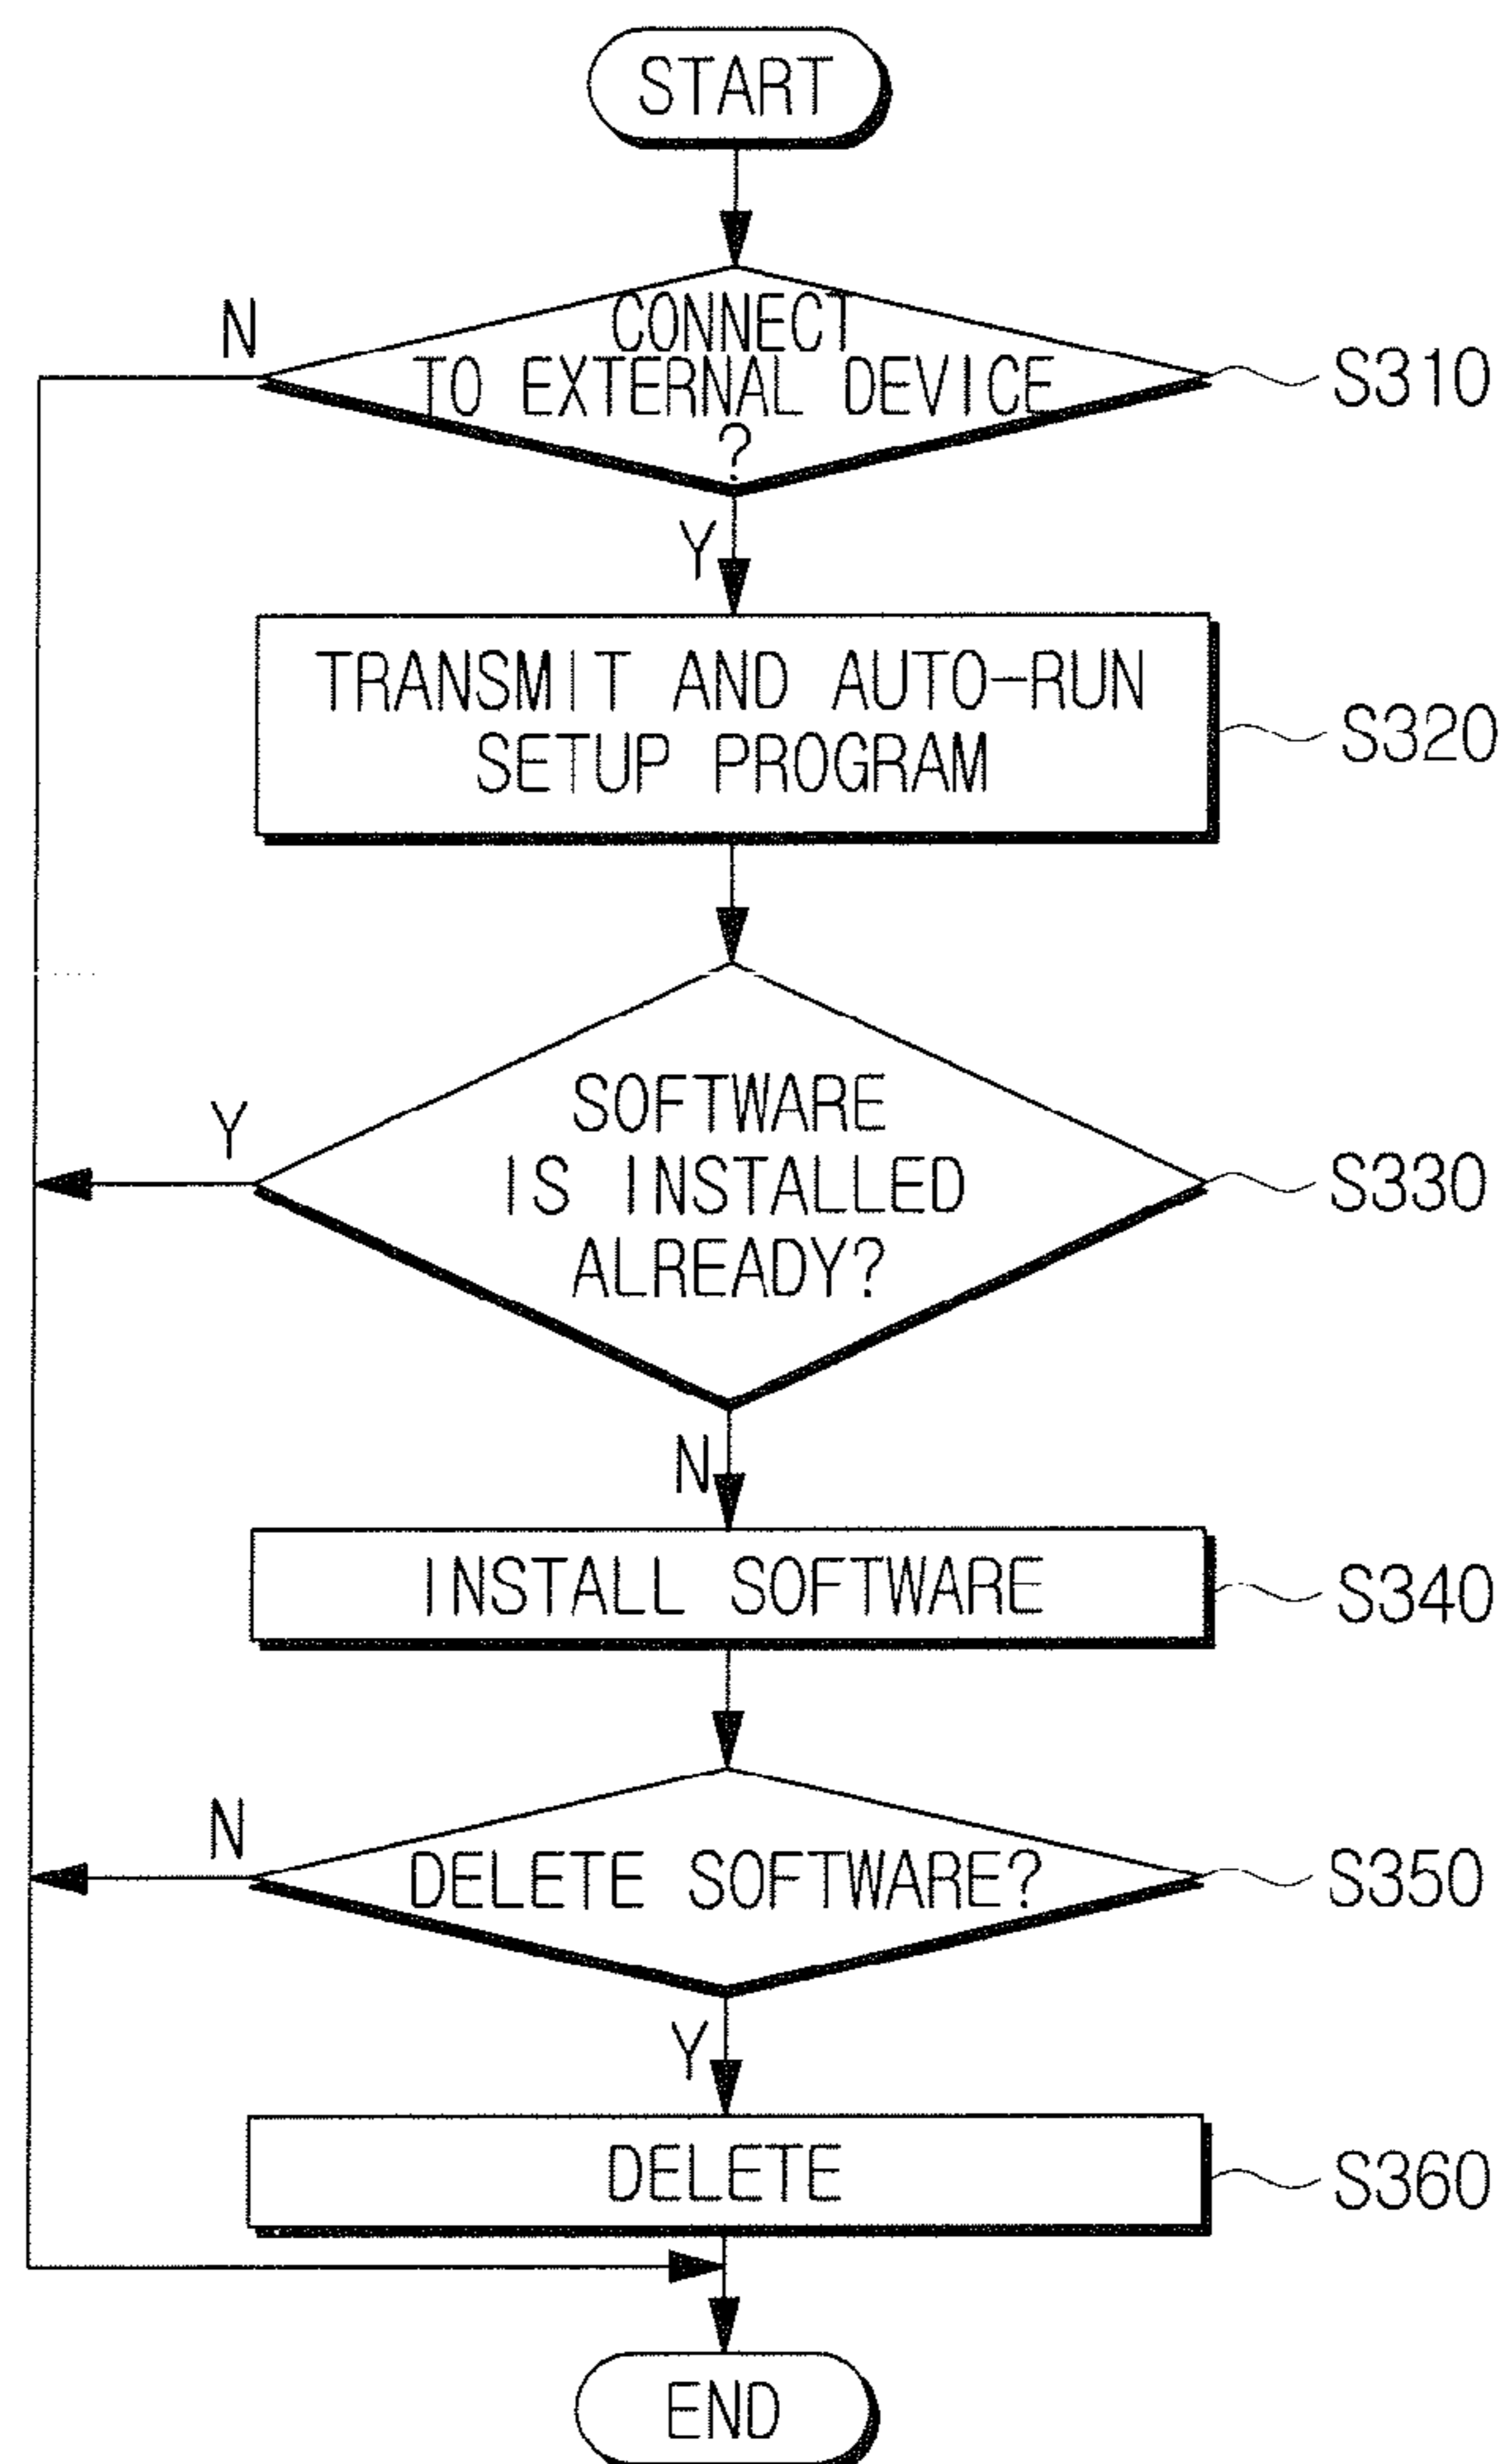 START
N
CONNECT
TO EXTERNAL DEVICE
?
S310
Y
TRANSMIT AND AUTO-RUN
SETUP PROGRAM
S320
Y
SOFTWARE
IS INSTALLED
ALREADY?
S330
N
INSTALL SOFTWARE
S340
N
DELETE SOFTWARE?
S350
Y
DELETE
S360
END